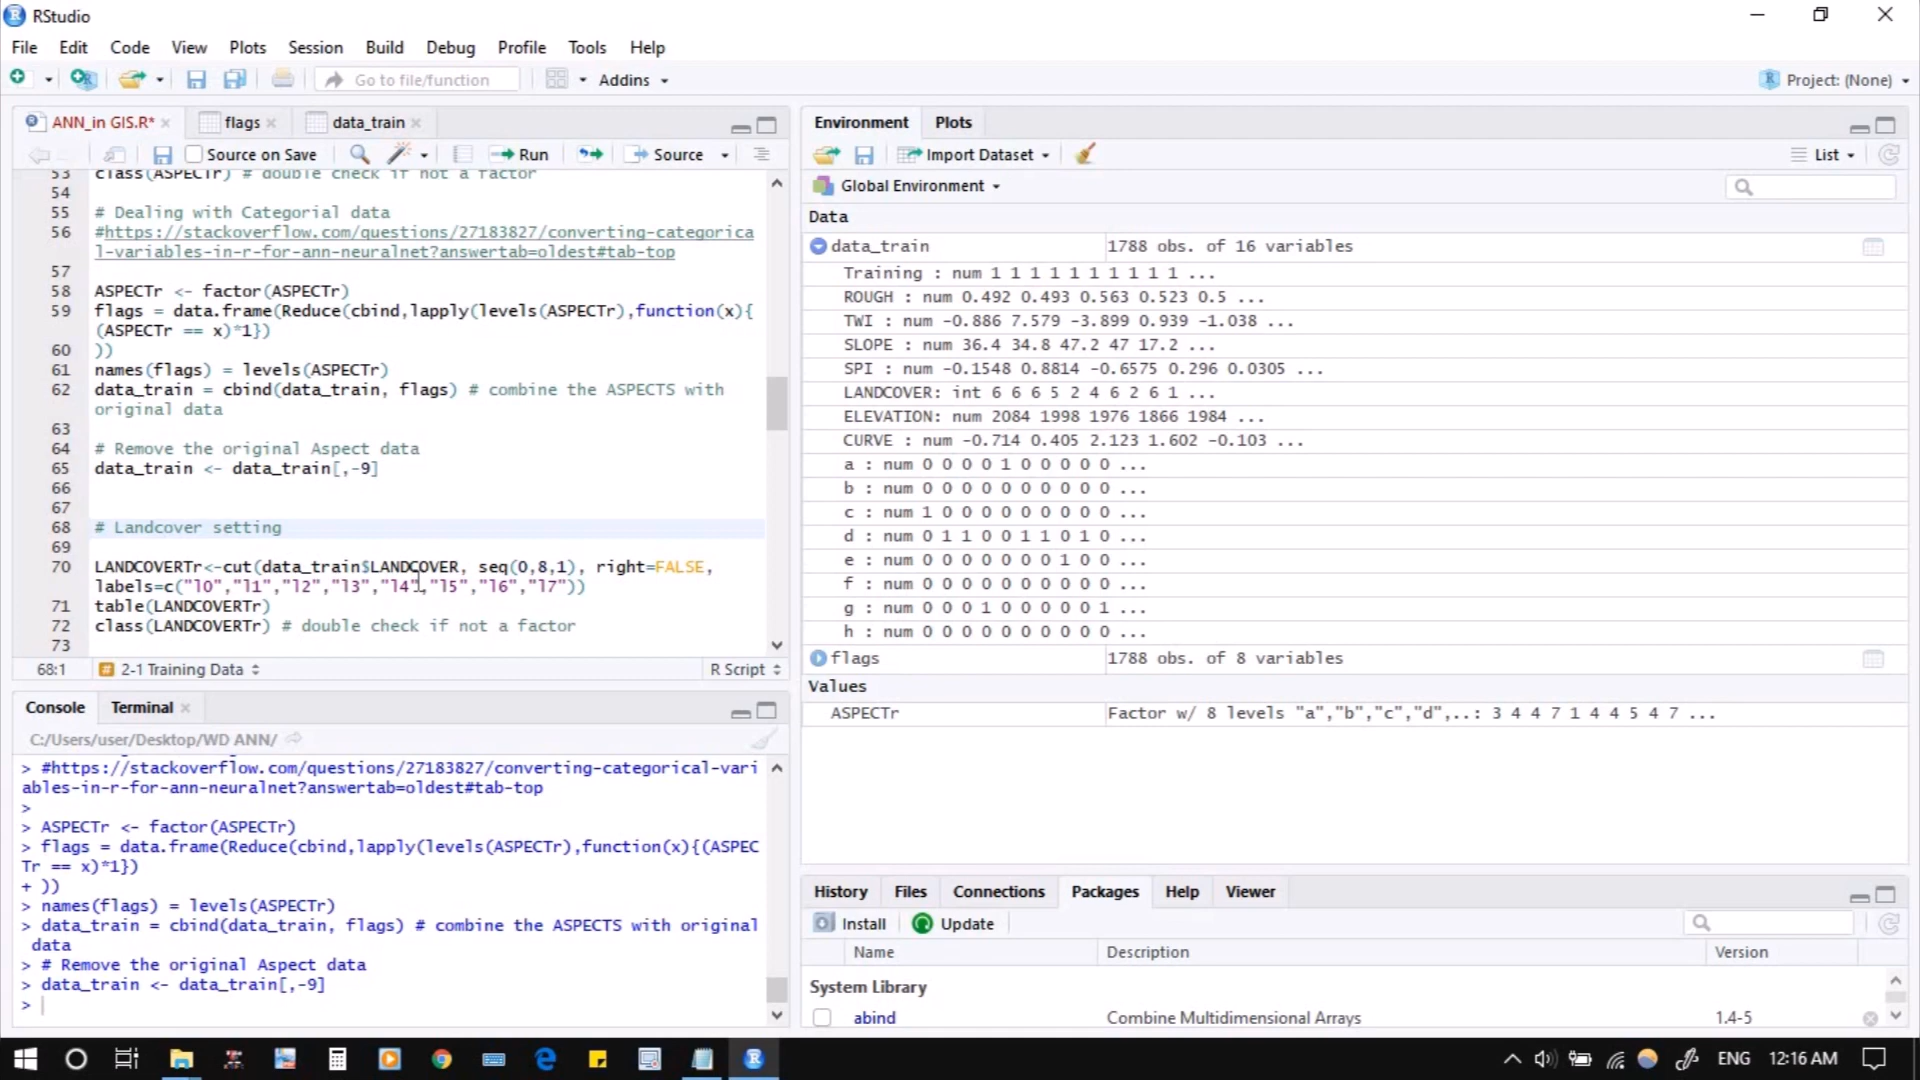 RStudio
File Edit Code View Plots Session Build Debug Profile Tools Help
Go to file/function Addins Project: (None)
ANN_in GIS.R* flags data_train
Source on Save Run Source
53 class(ASPECTr) # double check if not a factor
54
55 # Dealing with Categorial data
56 #https://stackoverflow.com/questions/27183827/converting-categorica
l-variables-in-r-for-ann-neuralnet?answertab=oldest#tab-top
57
58 ASPECTr <- factor(ASPECTr)
59 flags = data.frame(Reduce(cbind,lapply(levels(ASPECTr),function(x){
(ASPECTr == x)*1})
60 ))
61 names(flags) = levels(ASPECTr)
62 data_train = cbind(data_train, flags) # combine the ASPECTS with
original data
63
64 # Remove the original Aspect data
65 data_train <- data_train[,-9]
66
67
68 # Landcover setting
69
70 LANDCOVERTr<-cut(data_train$LANDCOVER, seq(0,8,1), right=FALSE,
labels=c("l0","l1","l2","l3","l4","l5","l6","l7"))
71 table(LANDCOVERTr)
72 class(LANDCOVERTr) # double check if not a factor
73
68:1 2-1 Training Data R Script
Console Terminal
C:/Users/user/Desktop/WD ANN/
> #https://stackoverflow.com/questions/27183827/converting-categorical-vari
ables-in-r-for-ann-neuralnet?answertab=oldest#tab-top
>
> ASPECTr <- factor(ASPECTr)
> flags = data.frame(Reduce(cbind,lapply(levels(ASPECTr),function(x){(ASPEC
Tr == x)*1})
+ ))
> names(flags) = levels(ASPECTr)
> data_train = cbind(data_train, flags) # combine the ASPECTS with original
data
> # Remove the original Aspect data
> data_train <- data_train[,-9]
>
Environment Plots
Import Dataset List
Global Environment
Data
data_train 1788 obs. of 16 variables
Training : num 1 1 1 1 1 1 1 1 1 1 ...
ROUGH : num 0.492 0.493 0.563 0.523 0.5 ...
TWI : num -0.886 7.579 -3.899 0.939 -1.038 ...
SLOPE : num 36.4 34.8 47.2 47 17.2 ...
SPI : num -0.1548 0.8814 -0.6575 0.296 0.0305 ...
LANDCOVER: int 6 6 6 5 2 4 6 2 6 1 ...
ELEVATION: num 2084 1998 1976 1866 1984 ...
CURVE : num -0.714 0.405 2.123 1.602 -0.103 ...
a : num 0 0 0 0 1 0 0 0 0 0 ...
b : num 0 0 0 0 0 0 0 0 0 0 ...
c : num 1 0 0 0 0 0 0 0 0 0 ...
d : num 0 1 1 0 0 1 1 0 1 0 ...
e : num 0 0 0 0 0 0 0 1 0 0 ...
f : num 0 0 0 0 0 0 0 0 0 0 ...
g : num 0 0 0 1 0 0 0 0 0 1 ...
h : num 0 0 0 0 0 0 0 0 0 0 ...
flags 1788 obs. of 8 variables
Values
ASPECTr Factor w/ 8 levels "a","b","c","d",..: 3 4 4 7 1 4 4 5 4 7 ...
History Files Connections Packages Help Viewer
Install Update
Name Description Version
System Library
abind Combine Multidimensional Arrays 1.4-5
ENG 12:16 AM